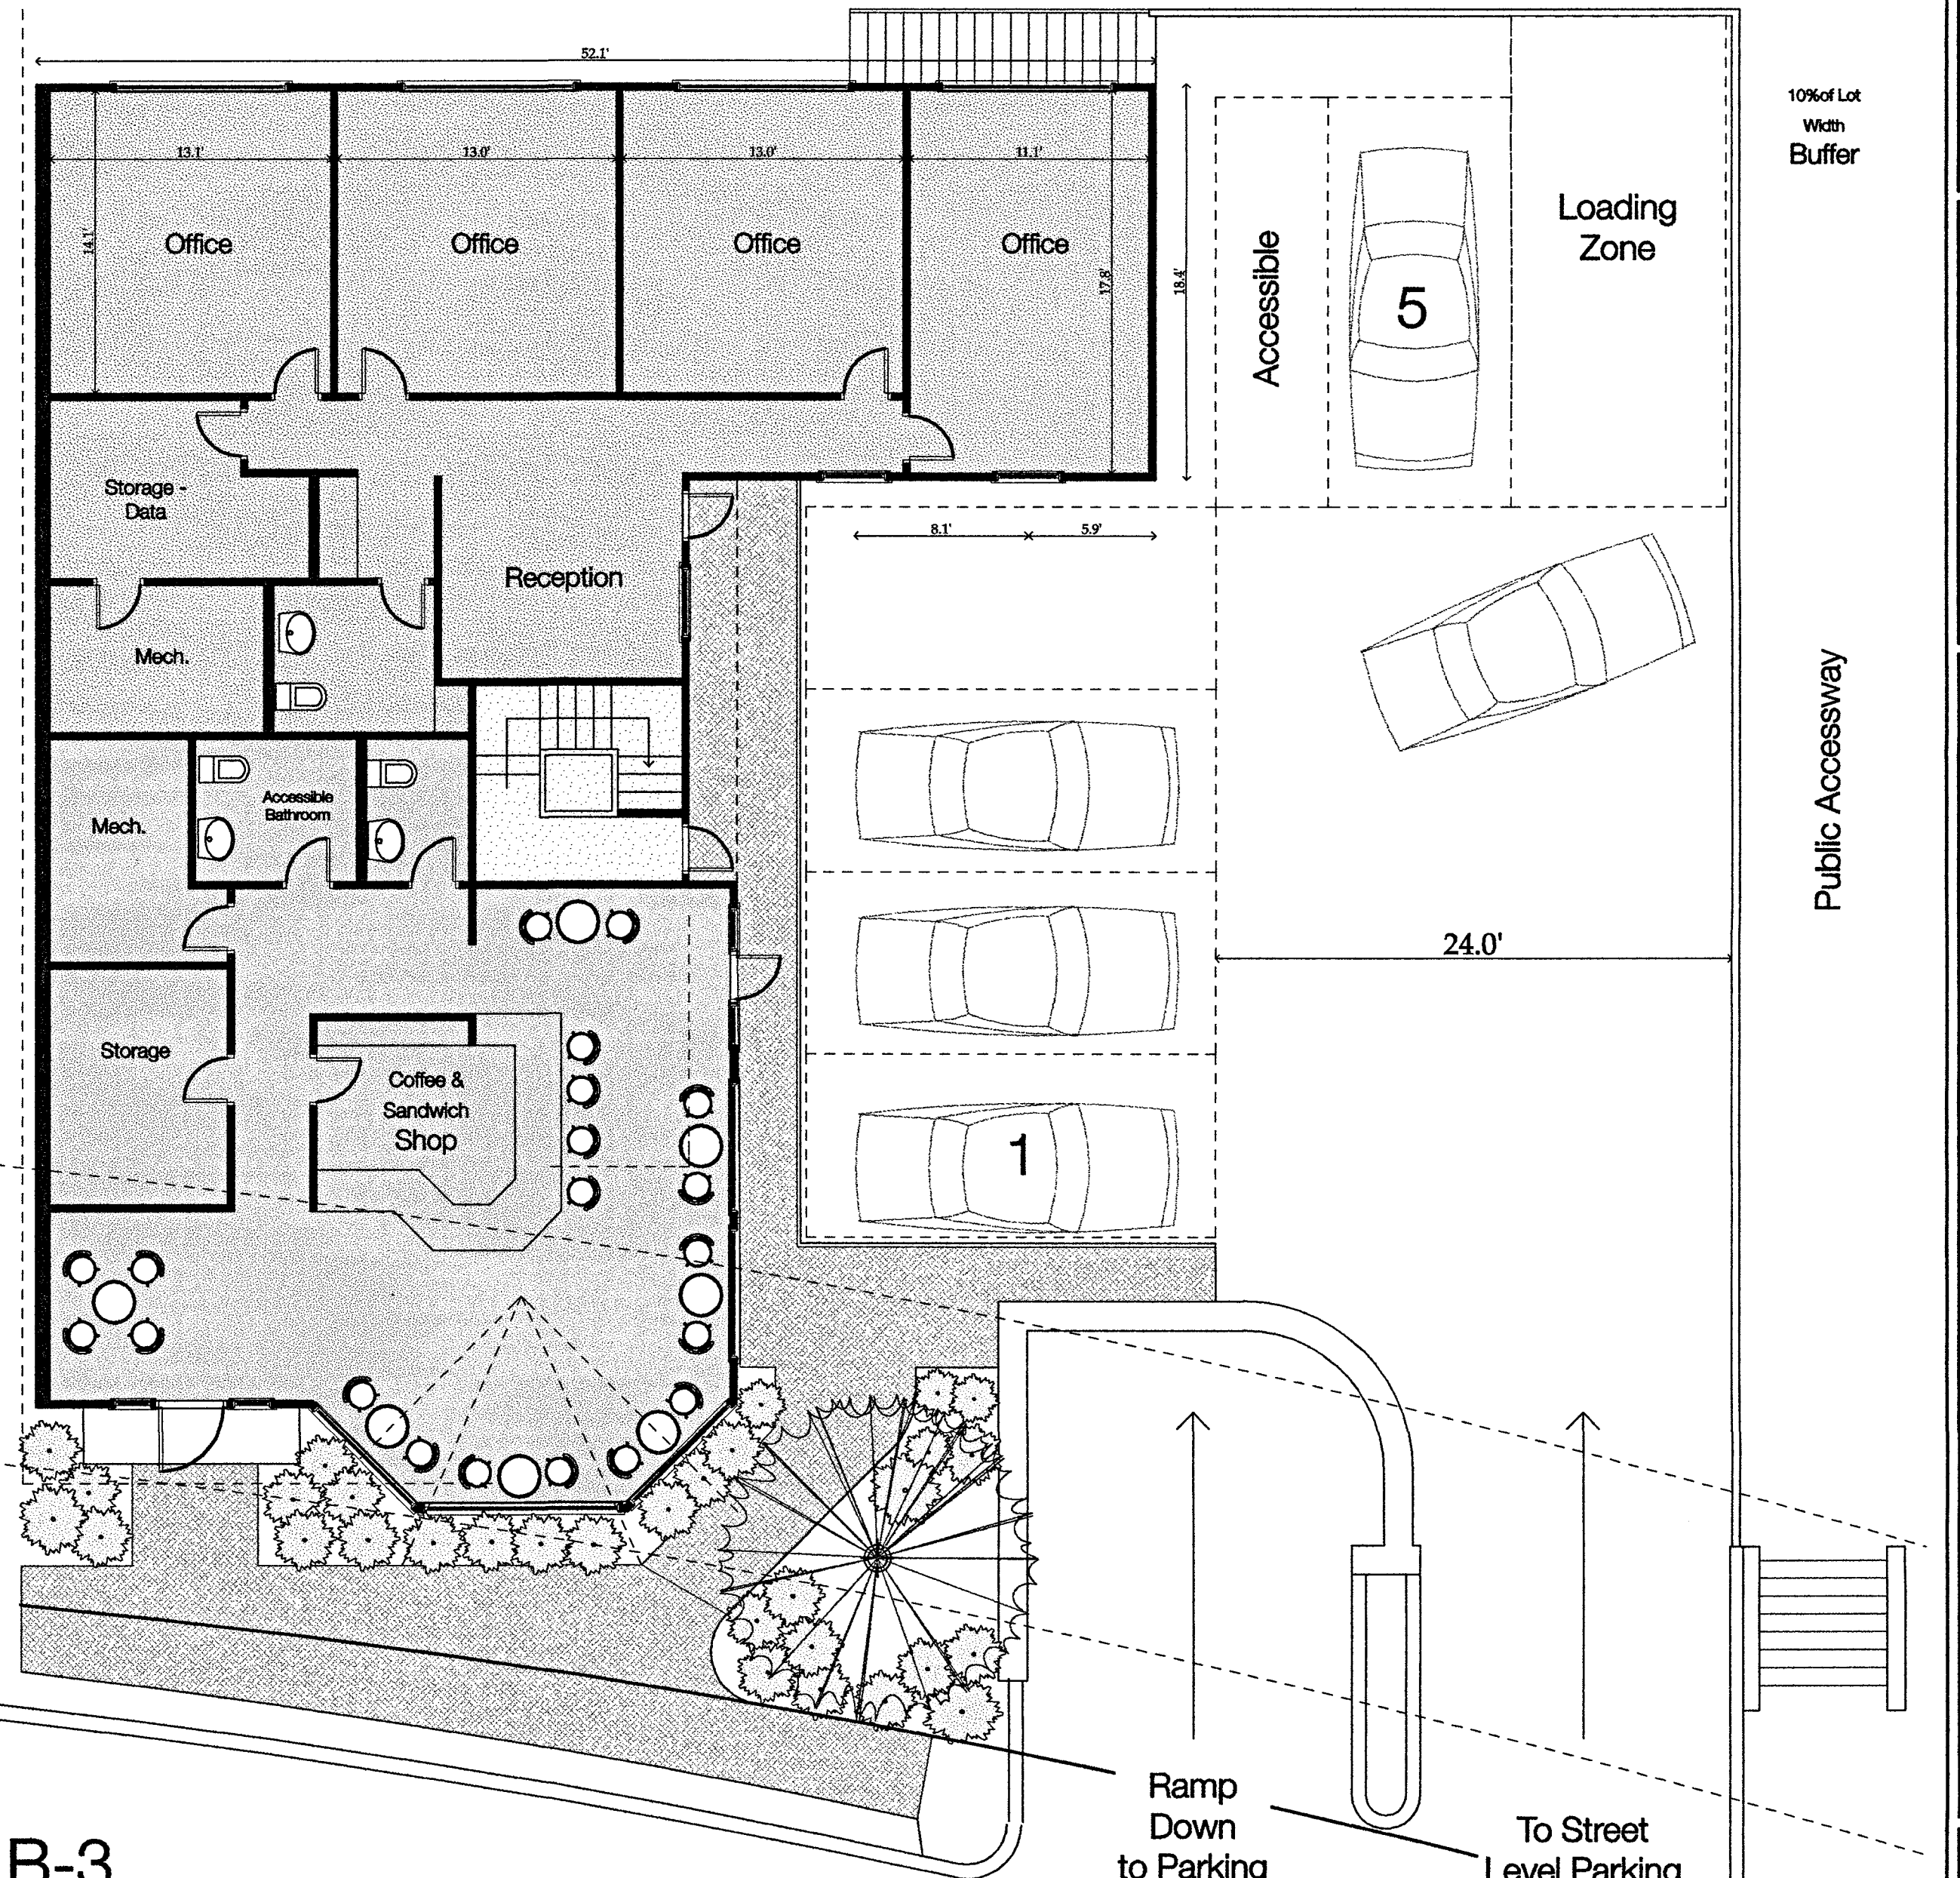 52.1'
10%of Lot
Width
Buffer
13.1'
13.0'
13.0'
11.1'
14.1'
Office
Office
Office
Office
17.8'
18.4'
Accessible
5
Loading
Zone
Storage -
Data
8.1'
5.9'
Reception
Mech.
Public Accessway
Mech.
Accessible
Bathroom
24.0'
Storage
Coffee &
Sandwich
Shop
1
Ramp
Down
to Parking
To Street
Level Parking
B-3